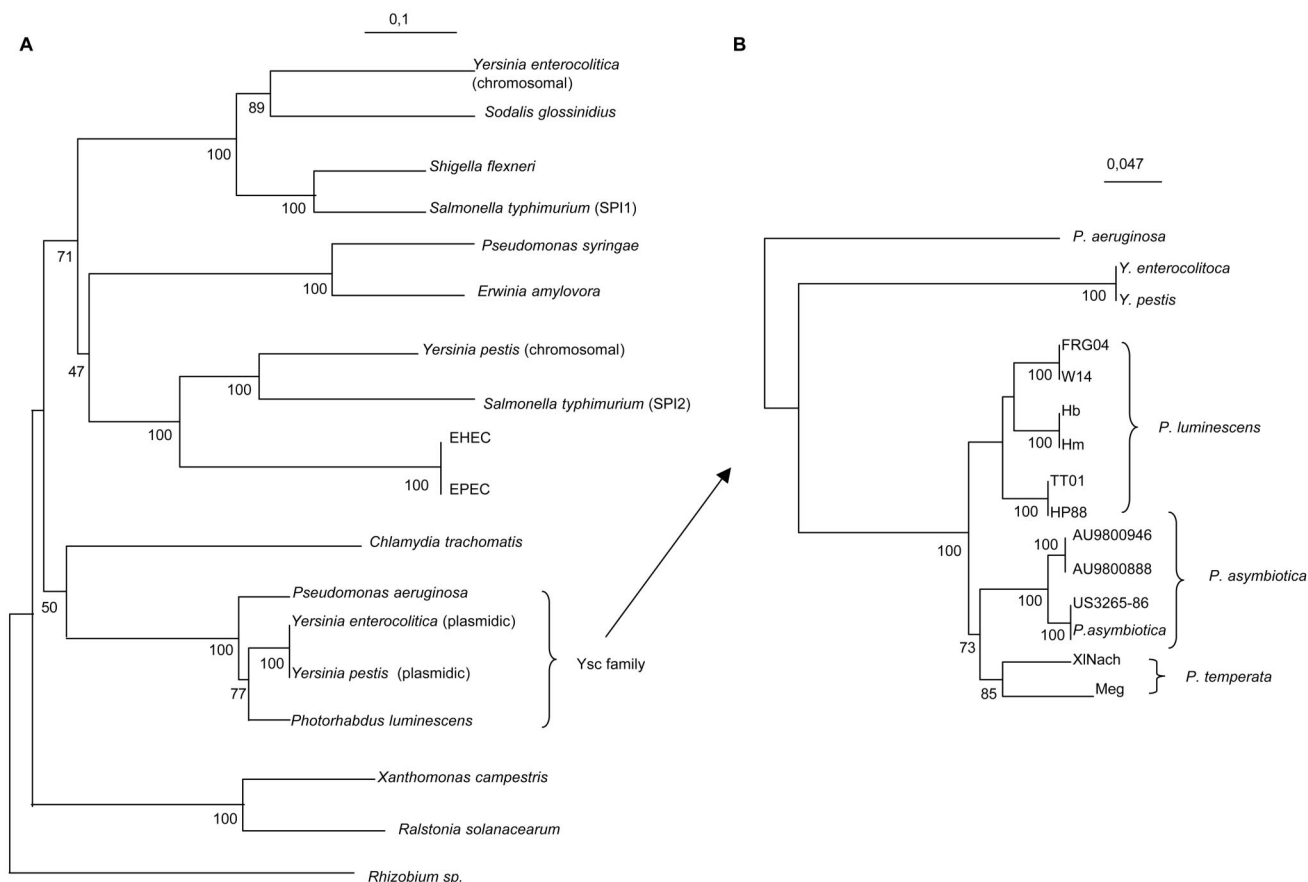 A
0,1
Yersinia enterocolitica
(chromosomal)
89
Sodalis glossinidius
100
Shigella flexneri
100
Salmonella typhimurium (SPI1)
71
Pseudomonas syringae
100
Erwinia amylovora
47
Yersinia pestis (chromosomal)
100
Salmonella typhimurium (SPI2)
100
EHEC
100
EPEC
Chlamydia trachomatis
50
Pseudomonas aeruginosa
Yersinia enterocolitica (plasmidic)
100
100
Yersinia pestis (plasmidic)
Ysc family
77
Photorhabdus luminescens
Xanthomonas campestris
100
Ralstonia solanacearum
Rhizobium sp.
B
0,047
P. aeruginosa
Y. enterocolitoca
100
Y. pestis
FRG04
100
W14
Hb
P. luminescens
100
Hm
TT01
100
HP88
100
AU9800946
100
AU9800888
P. asymbiotica
100
US3265-86
100
P.asymbiotica
73
XlNach
P. temperata
85
Meg